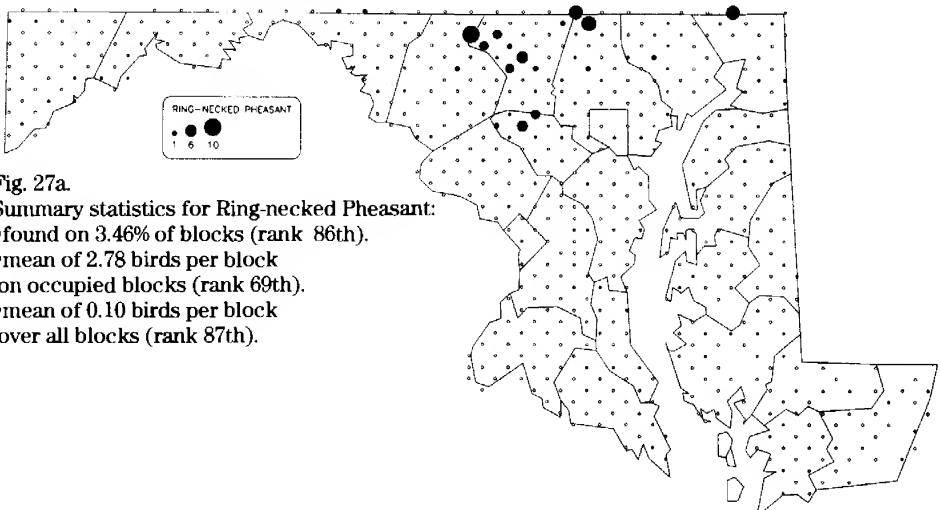 RING-NECKED PHEASANT
1 6 10
Fig. 27a.
Summary statistics for Ring-necked Pheasant:
•found on 3.46% of blocks (rank 86th).
•mean of 2.78 birds per block
on occupied blocks (rank 69th).
•mean of 0.10 birds per block
over all blocks (rank 87th).